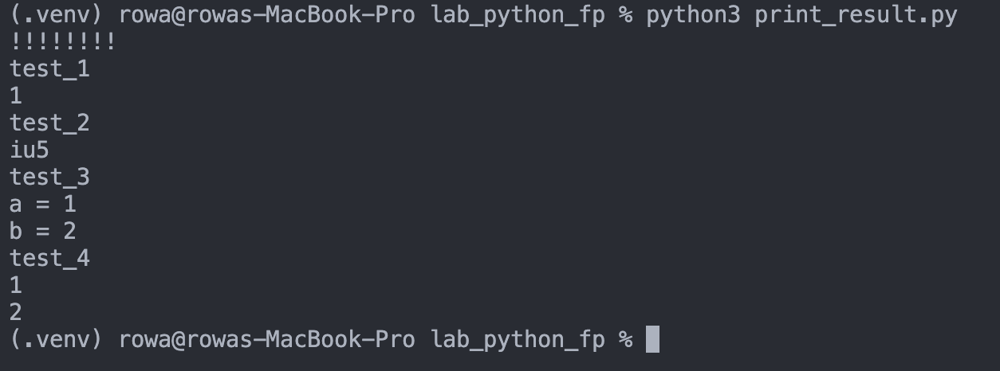 (.venv) rowa@rowas-MacBook-Pro lab_python_fp % python3 print_result.py
!!!!!!!!
test_1
1
test_2
iu5
test_3
a = 1
b = 2
test_4
1
2
(.venv) rowa@rowas-MacBook-Pro lab_python_fp %